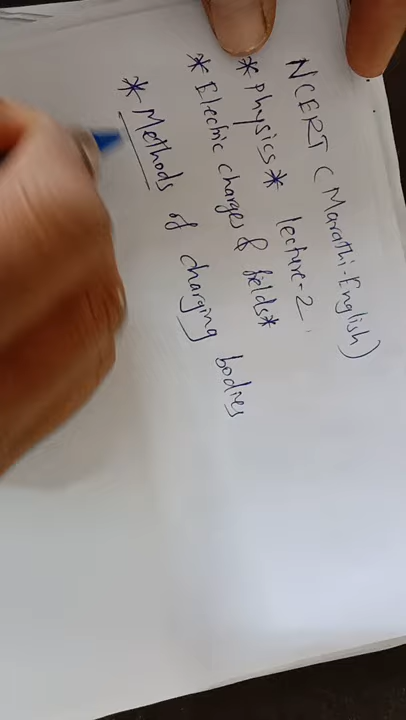 NCERT (Marathi-English)
*Physics* lecture-2
*Electric charges & fields*
* Methods of charging bodies